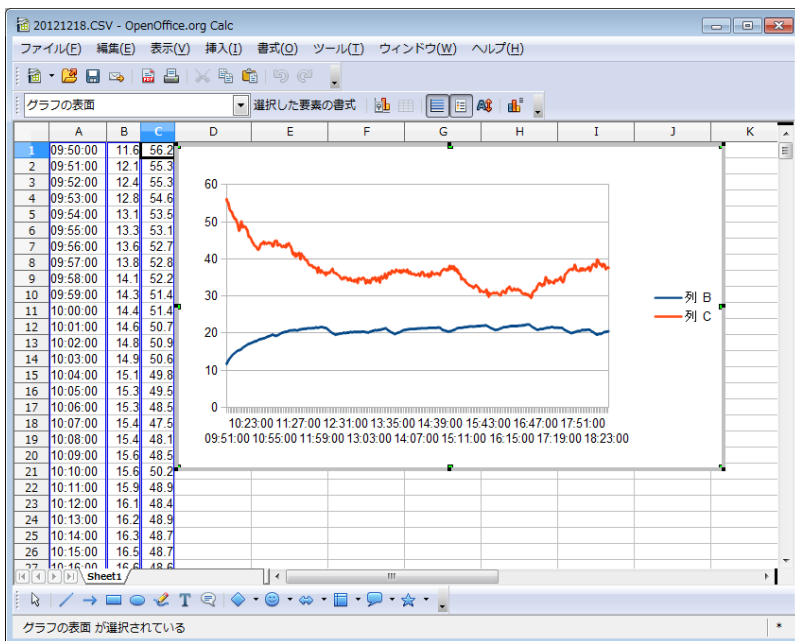 20121218.CSV - OpenOffice.org Calc
ファイル(F) 編集(E) 表示(V) 挿入(I) 書式(O) ツール(T) ウィンドウ(W) ヘルプ(H)
グラフの表面 選択した要素の書式
A B C D E F G H I J K
1 09:50:00 11.6 56.2
2 09:51:00 12.1 55.3
3 09:52:00 12.4 55.3
4 09:53:00 12.8 54.6
5 09:54:00 13.1 53.5
6 09:55:00 13.3 53.1
7 09:56:00 13.6 52.7
8 09:57:00 13.8 52.8
9 09:58:00 14.1 52.2
10 09:59:00 14.3 51.4
11 10:00:00 14.4 51.4
12 10:01:00 14.6 50.7
13 10:02:00 14.8 50.9
14 10:03:00 14.9 50.6
15 10:04:00 15.1 49.8
16 10:05:00 15.3 49.5
17 10:06:00 15.3 48.5
18 10:07:00 15.4 47.5
19 10:08:00 15.4 48.1
20 10:09:00 15.6 48.5
21 10:10:00 15.6 50.2
22 10:11:00 15.9 48.9
23 10:12:00 16.1 48.4
24 10:13:00 16.2 48.9
25 10:14:00 16.3 48.7
26 10:15:00 16.5 48.7
27 10:16:00 16.6 48.6
60
50
40
30
20
10
0
10:23:00 11:27:00 12:31:00 13:35:00 14:39:00 15:43:00 16:47:00 17:51:00
09:51:00 10:55:00 11:59:00 13:03:00 14:07:00 15:11:00 16:15:00 17:19:00 18:23:00
列 B
列 C
Sheet1
グラフの表面 が選択されている
*